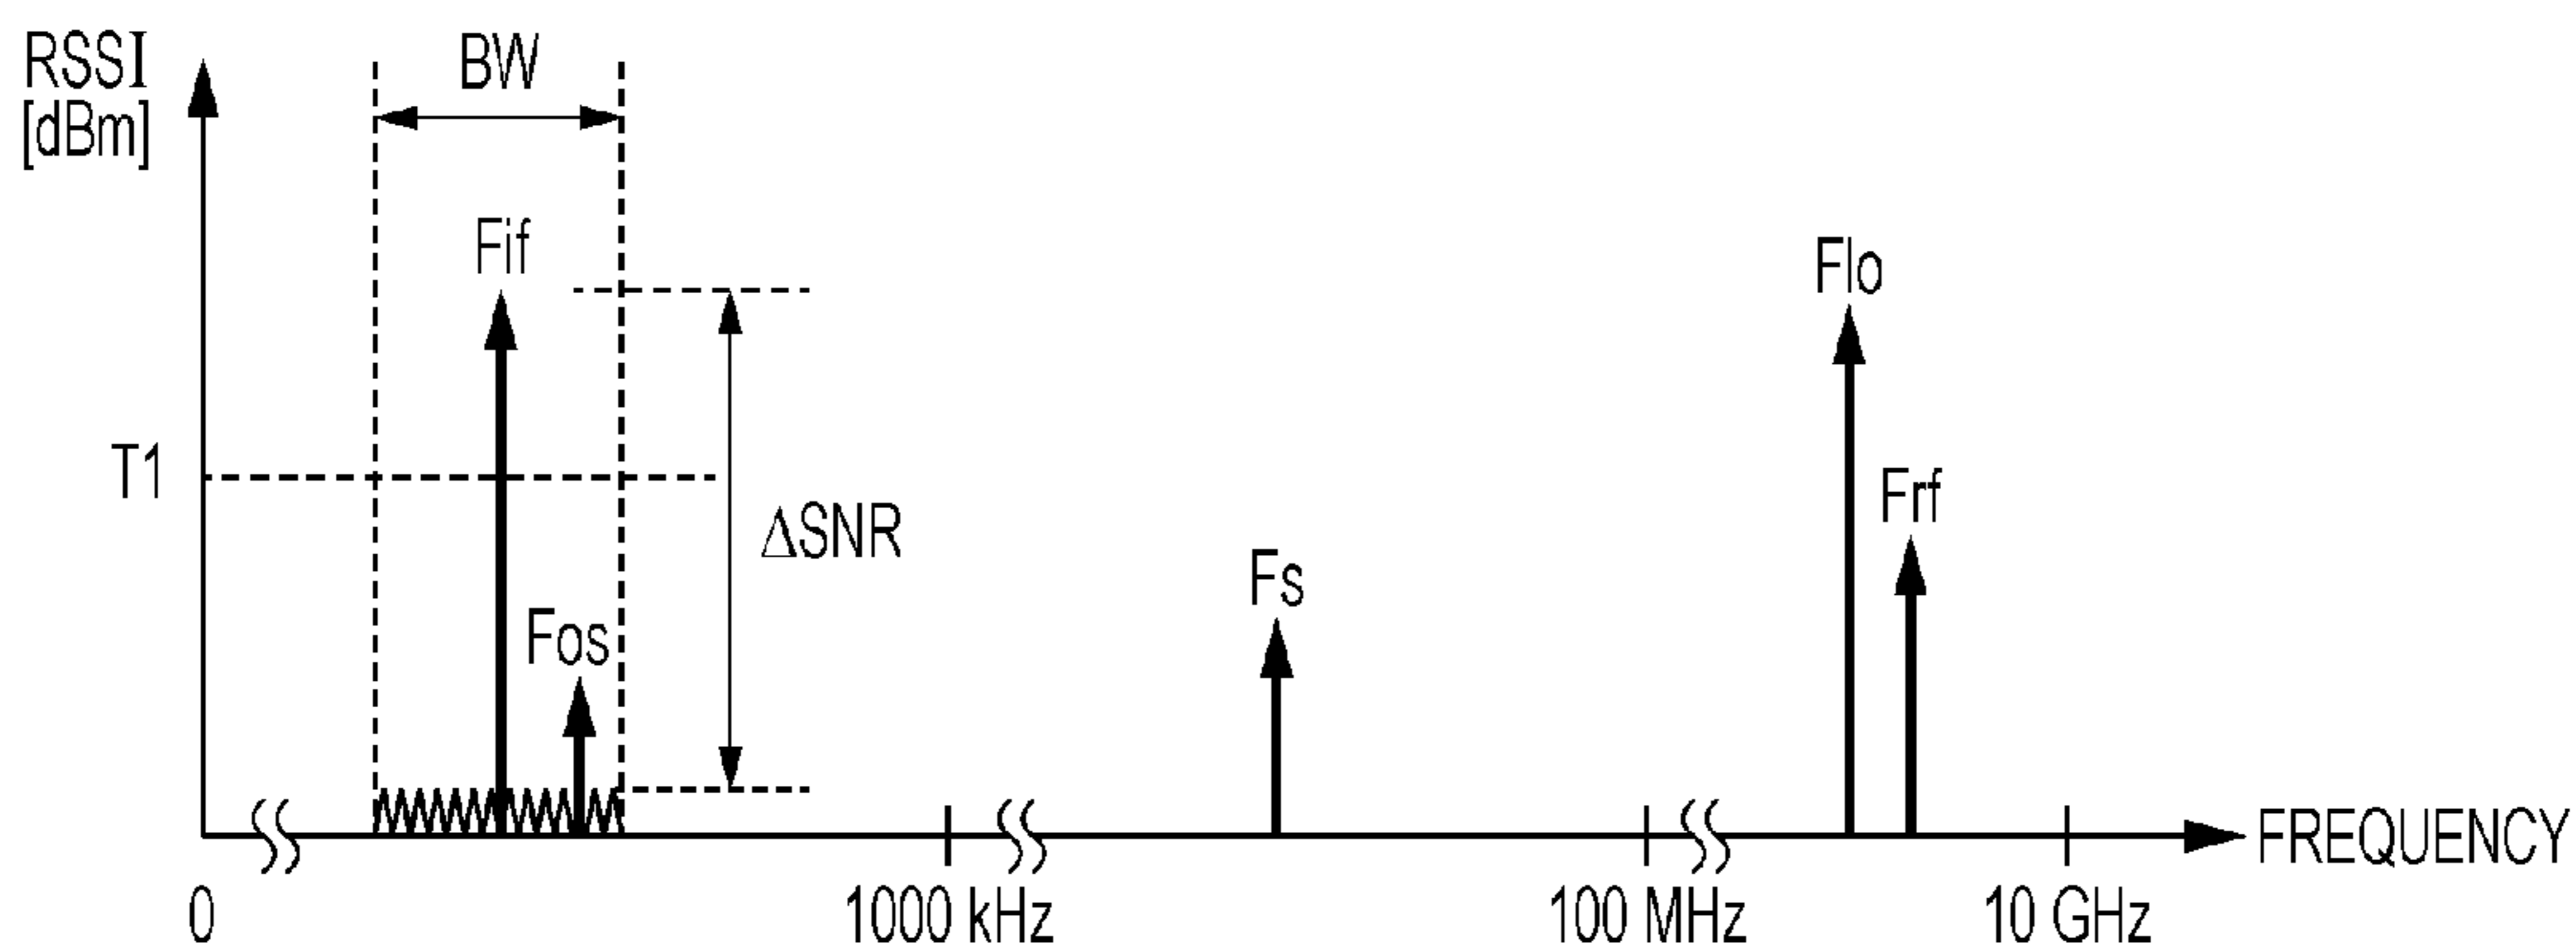 RSSI
[dBm]
BW
Fif
Flo
T1
Frf
ΔSNR
Fs
Fos
FREQUENCY
0
1000 kHz
100 MHz
10 GHz